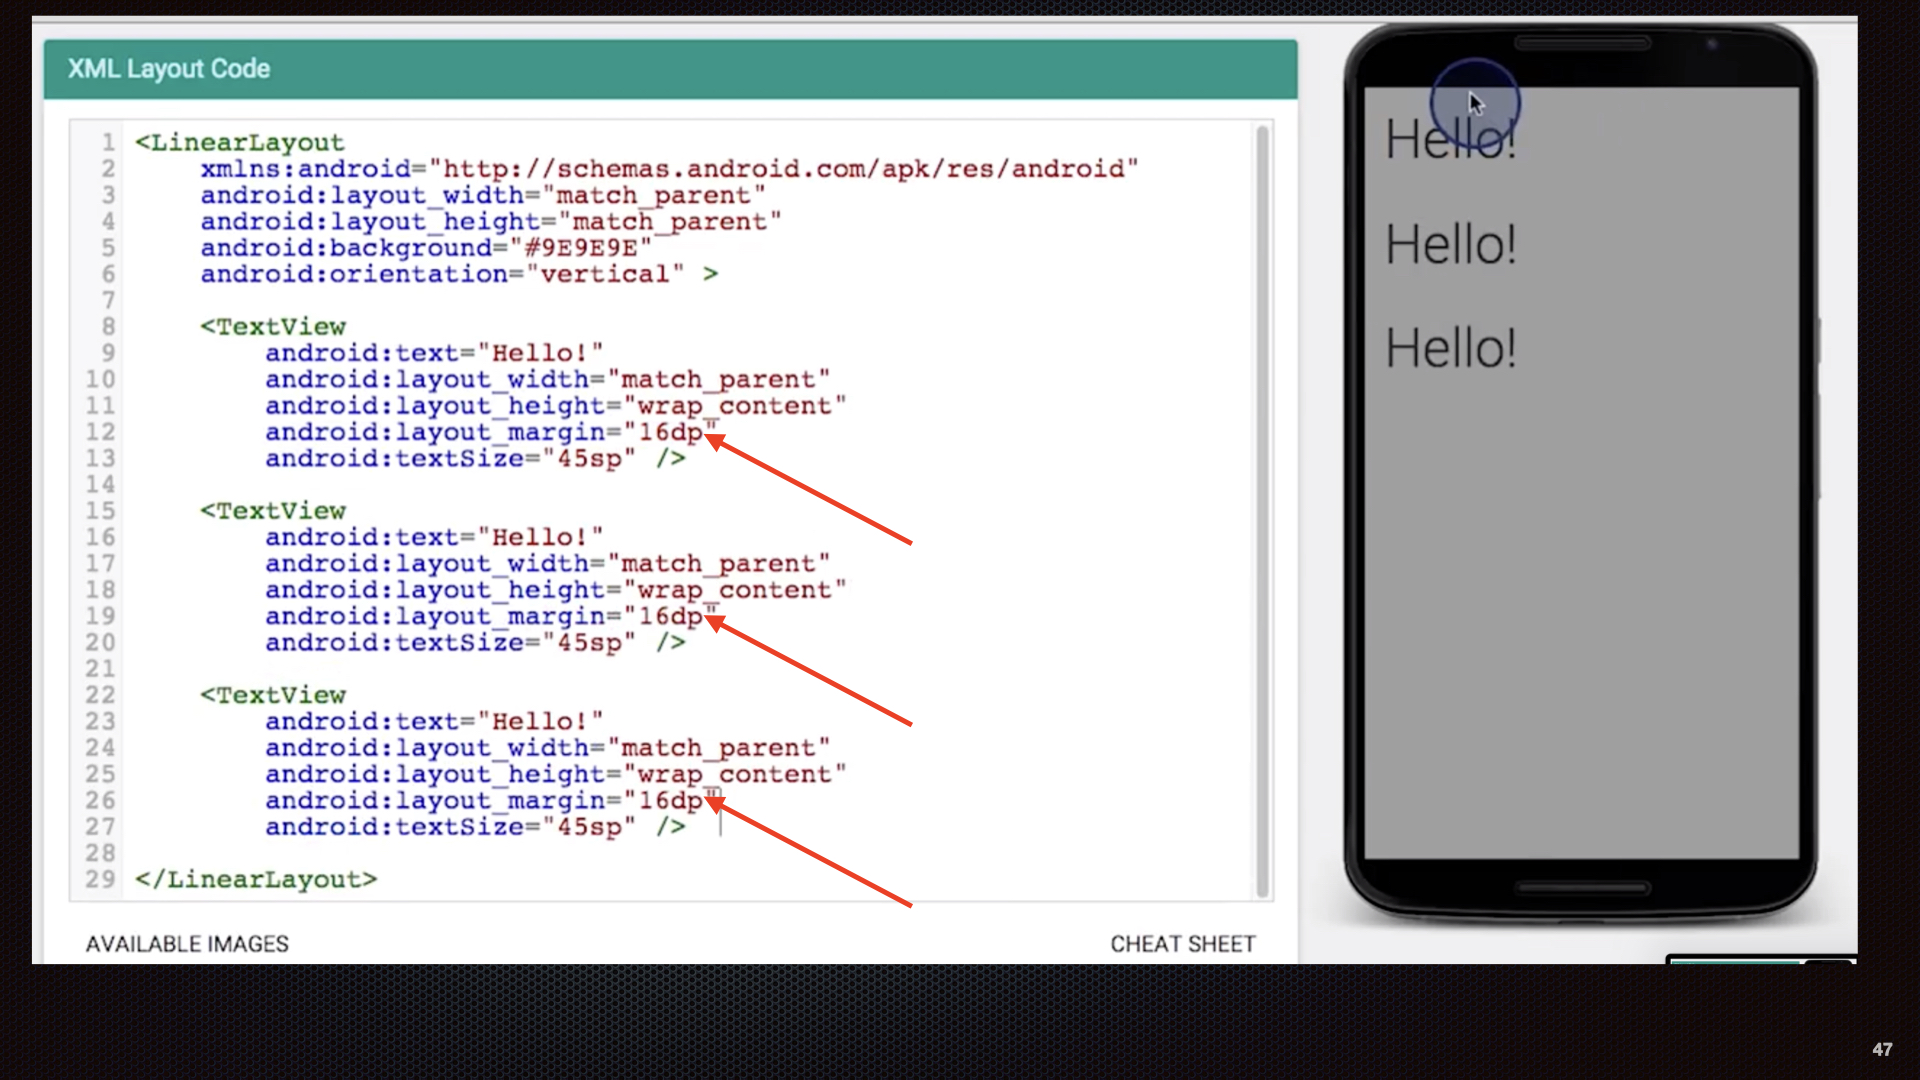 XML Layout Code
1 <LinearLayout
2 xmlns:android="http://schemas.android.com/apk/res/android"
3 android:layout_width="match_parent"
4 android:layout_height="match_parent"
5 android:background="#9E9E9E"
6 android:orientation="vertical" >
7
8 <TextView
9 android:text="Hello!"
10 android:layout_width="match_parent"
11 android:layout_height="wrap_content"
12 android:layout_margin="16dp"
13 android:textSize="45sp" />
14
15 <TextView
16 android:text="Hello!"
17 android:layout_width="match_parent"
18 android:layout_height="wrap_content"
19 android:layout_margin="16dp"
20 android:textSize="45sp" />
21
22 <TextView
23 android:text="Hello!"
24 android:layout_width="match_parent"
25 android:layout_height="wrap_content"
26 android:layout_margin="16dp"
27 android:textSize="45sp" />
28
29 </LinearLayout>
AVAILABLE IMAGES
CHEAT SHEET
Hello!
Hello!
Hello!
47